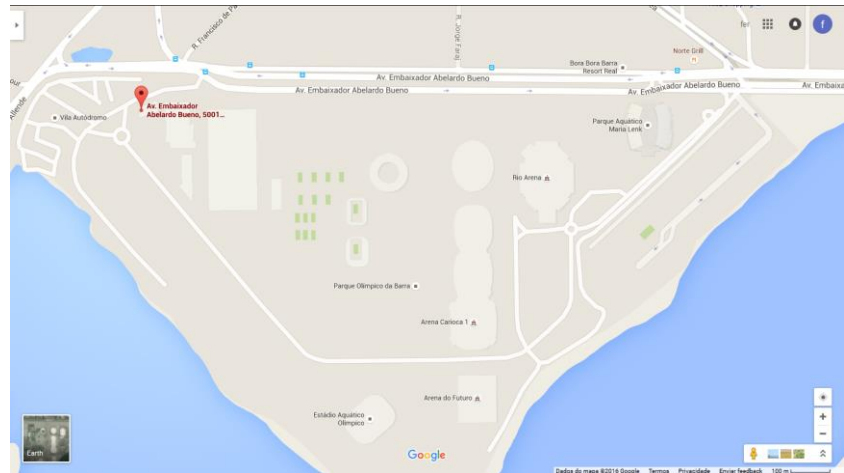 fer
f
R. Francisco de Pa
R. Jorge Faraj
Bora Bora Barra
Resort Real
Norte Grill
Av. Embaixador Abelardo Bueno
Av. Embaixador Abelardo Bueno
Av. Embaixador Abelardo Bueno
Av. Embaixa
Allende
our
Vila Autódromo
Av. Embaixador
Abelardo Bueno, 5001...
Parque Aquático
Maria Lenk
Rio Arena
Parque Olímpico da Barra
Arena Carioca 1
Arena do Futuro
Estádio Aquático
Olímpico
Earth
Google
+
−
Dados do mapa ©2016 Google Termos Privacidade Enviar feedback 100 m